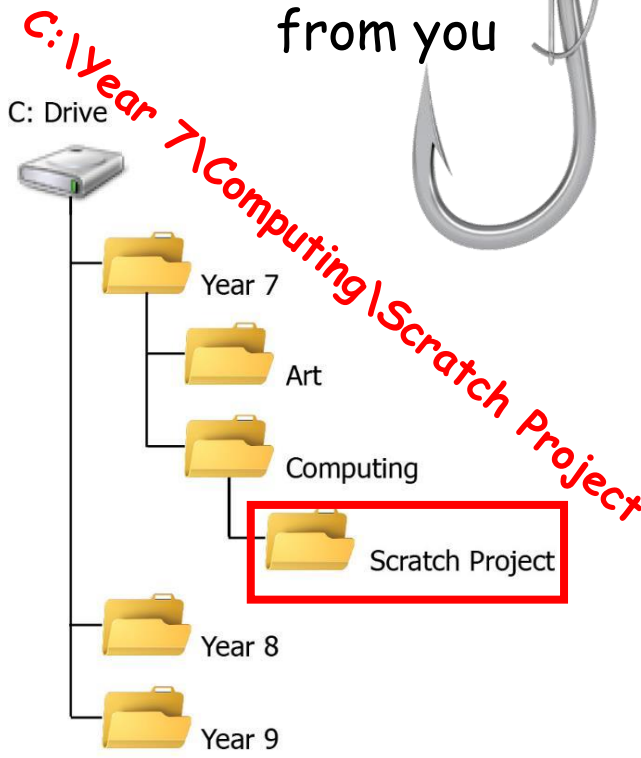 from you
C:\Year 7\Computing\Scratch Project
C: Drive
Year 7
Art
Computing
Scratch Project
Year 8
Year 9